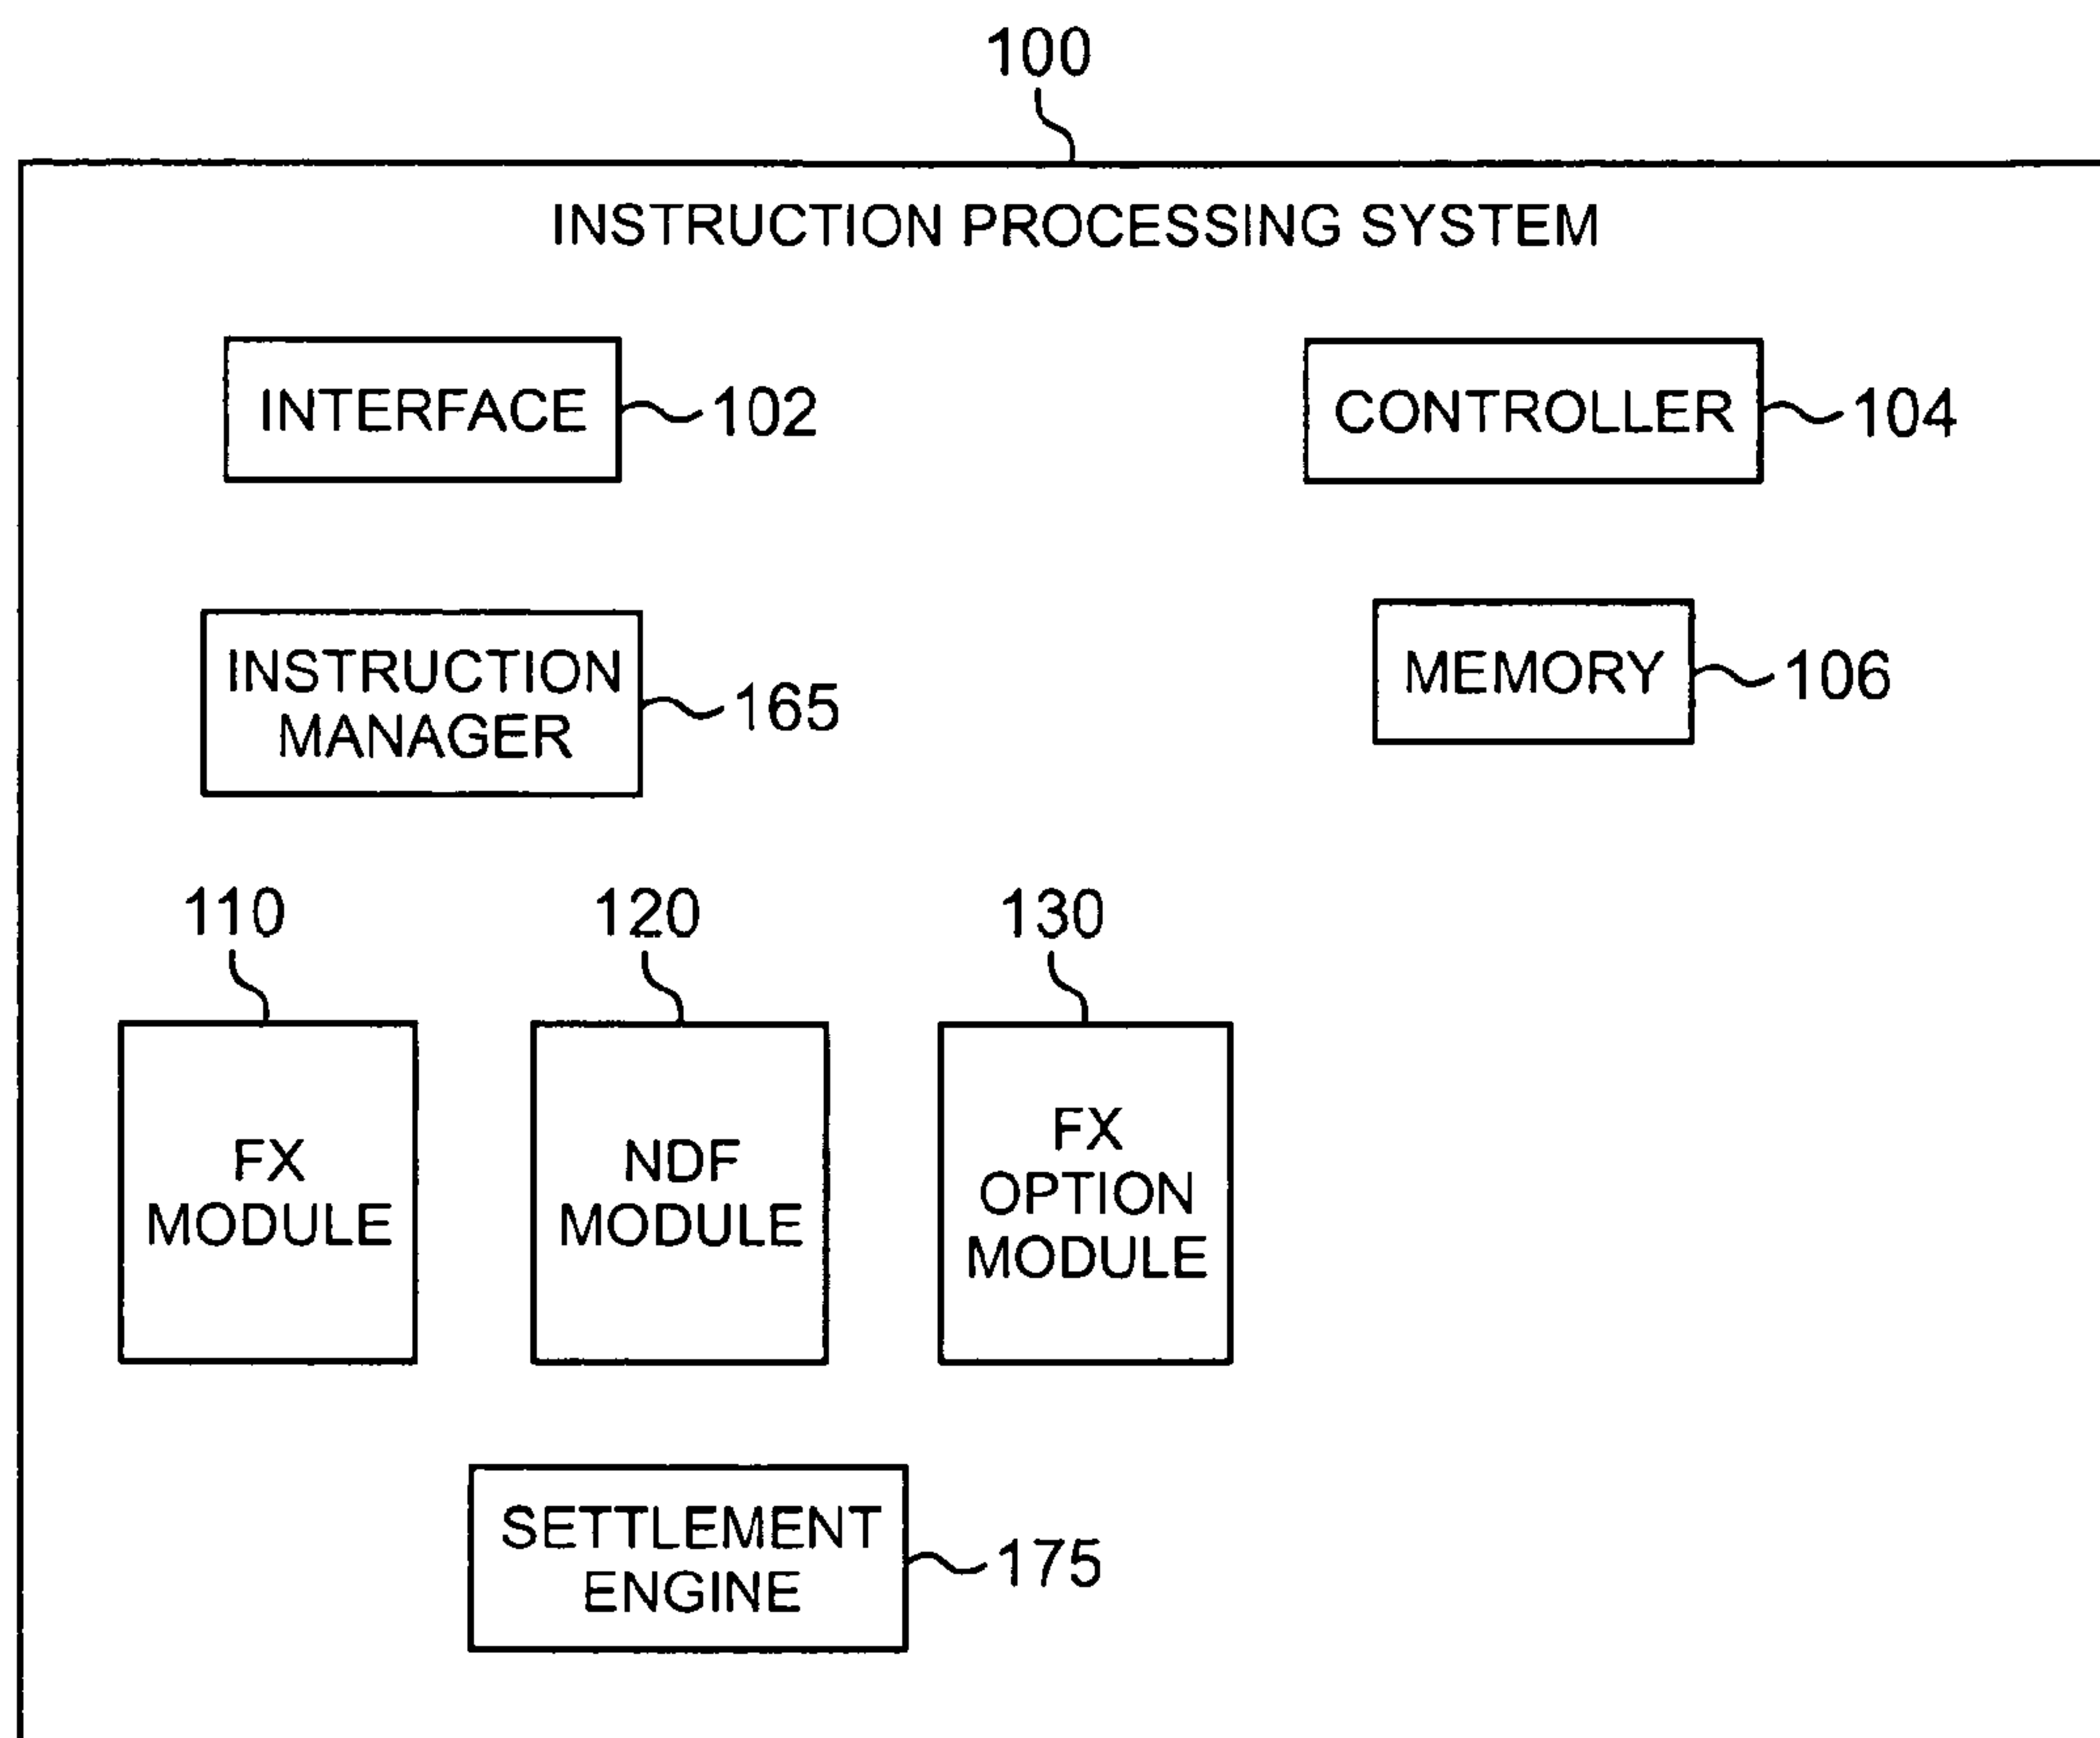 100
INSTRUCTION PROCESSING SYSTEM
INTERFACE
102
CONTROLLER
104
INSTRUCTION
MANAGER
165
MEMORY
106
110
120
130
FX
MODULE
NDF
MODULE
FX
OPTION
MODULE
SETTLEMENT
ENGINE
175